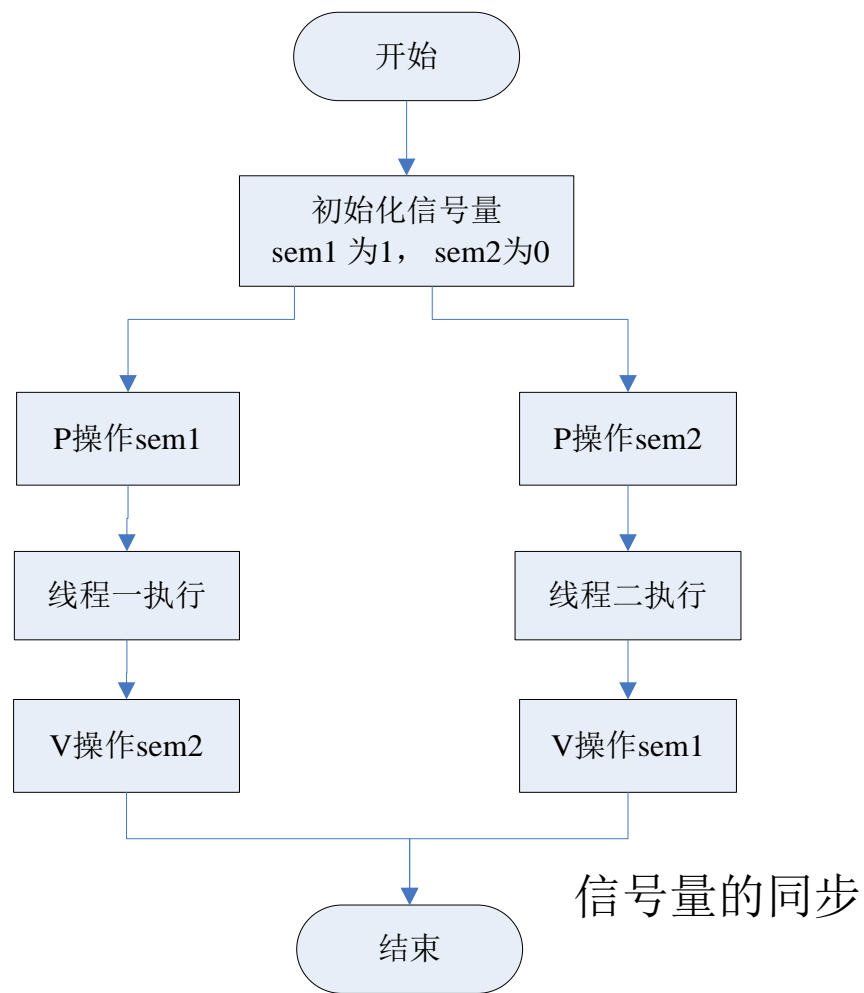 开始
初始化信号量
sem1 为1， sem2为0
P操作sem1
P操作sem2
线程一执行
线程二执行
V操作sem2
V操作sem1
信号量的同步
结束